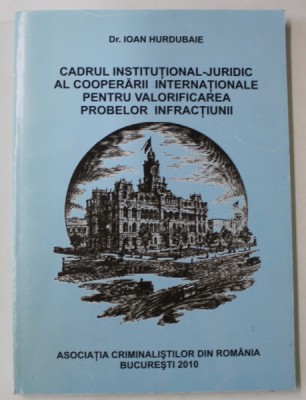 Dr. IOAN HURDUBAIE
CADRUL INSTITUȚIONAL-JURIDIC
AL COOPERĂRII INTERNAȚIONALE
PENTRU VALORIFICAREA
PROBELOR INFRACȚIUNII
ASOCIAȚIA CRIMINALIȘTILOR DIN ROMÂNIA
BUCUREȘTI 2010